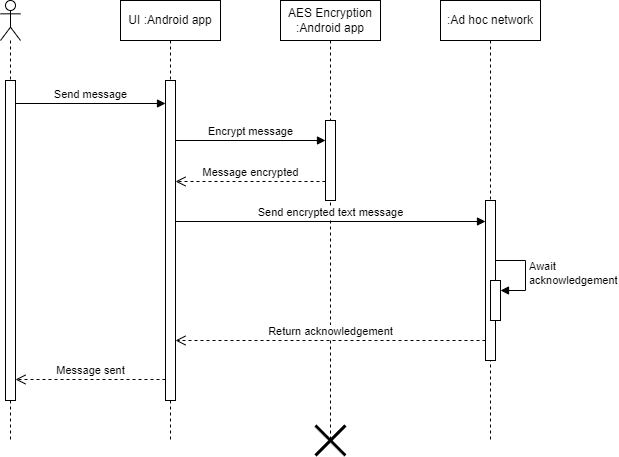 UI :Android app
AES Encryption
:Android app
:Ad hoc network
Send message
Encrypt message
Message encrypted
Send encrypted text message
Await
acknowledgement
Return acknowledgement
Message sent